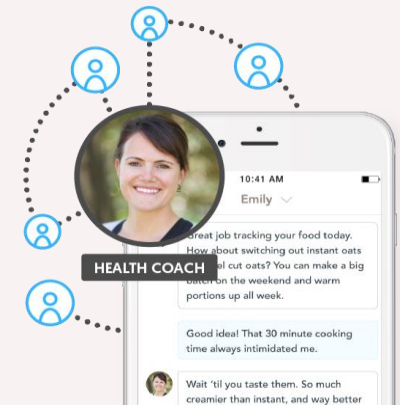 10:41 AM
Emily
Great job tracking your food today.
How about switching out instant oats
cut oats? You can make a big
batch on the weekend and warm
portions up all week.
HEALTH COACH
Good idea! That 30 minute cooking
time always intimidated me.
Wait 'til you taste them. So much
creamier than instant, and way better